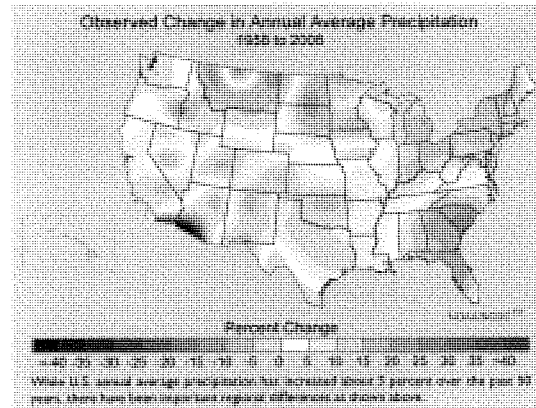 Observed Change in Annual Average Precipitation
1958 to 2008
Percent Change
<-40 -35 -30 -25 -20 -15 -10 -5 0 5 10 15 20 25 30 35 >40
While U.S. annual average precipitation has increased about 5 percent over the past 50
years, there have been important regional differences as shown above.